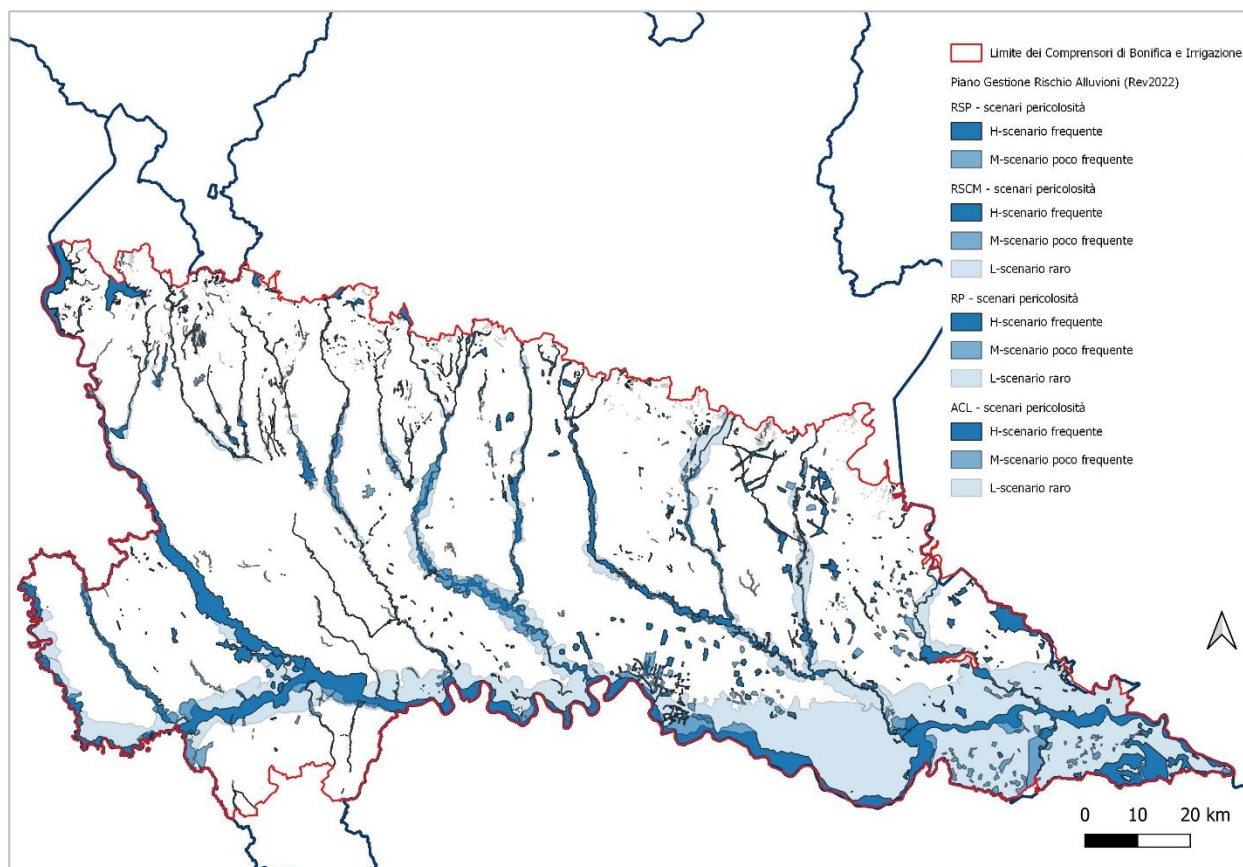 Limite dei Comprensori di Bonifica e Irrigazione
Piano Gestione Rischio Alluvioni (Rev2022)
RSP - scenari pericolosità
H-scenario frequente
M-scenario poco frequente
RSCM - scenari pericolosità
H-scenario frequente
M-scenario poco frequente
L-scenario raro
RP - scenari pericolosità
H-scenario frequente
M-scenario poco frequente
L-scenario raro
ACL - scenari pericolosità
H-scenario frequente
M-scenario poco frequente
L-scenario raro
0 10 20 km